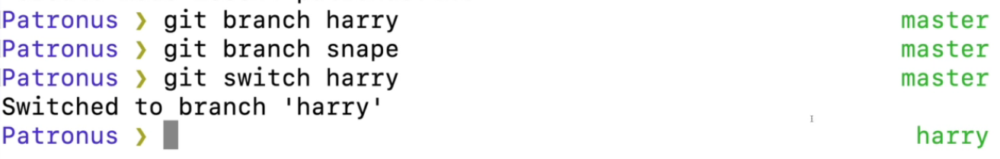 Patronus ❯ git branch harry master
Patronus ❯ git branch snape master
Patronus ❯ git switch harry master
Switched to branch 'harry'
Patronus ❯ harry